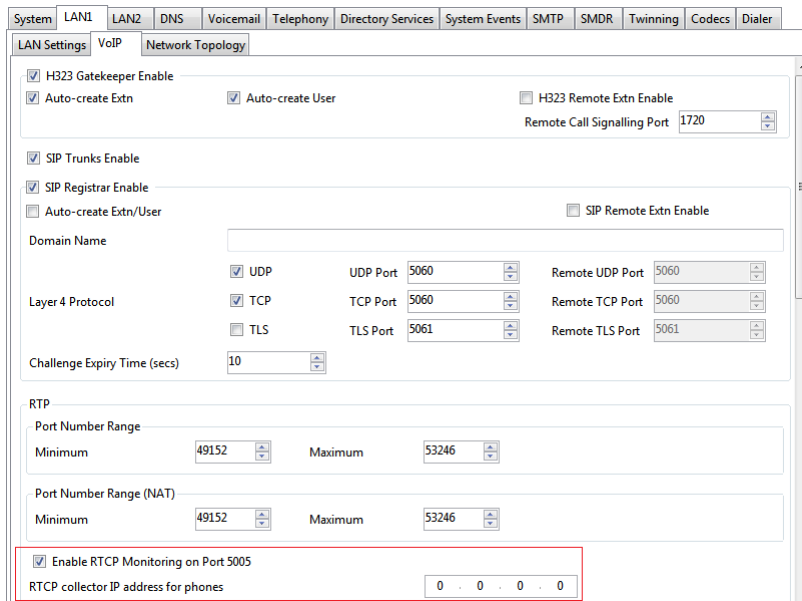 System LAN1 LAN2 DNS Voicemail Telephony Directory Services System Events SMTP SMDR Twinning Codecs Dialer
LAN Settings VoIP Network Topology
H323 Gatekeeper Enable
Auto-create Extn Auto-create User H323 Remote Extn Enable
Remote Call Signalling Port 1720
SIP Trunks Enable
SIP Registrar Enable
Auto-create Extn/User SIP Remote Extn Enable
Domain Name
UDP UDP Port 5060 Remote UDP Port 5060
Layer 4 Protocol TCP TCP Port 5060 Remote TCP Port 5060
TLS TLS Port 5061 Remote TLS Port 5061
Challenge Expiry Time (secs) 10
RTP
Port Number Range
Minimum 49152 Maximum 53246
Port Number Range (NAT)
Minimum 49152 Maximum 53246
Enable RTCP Monitoring on Port 5005
RTCP collector IP address for phones 0 . 0 . 0 . 0